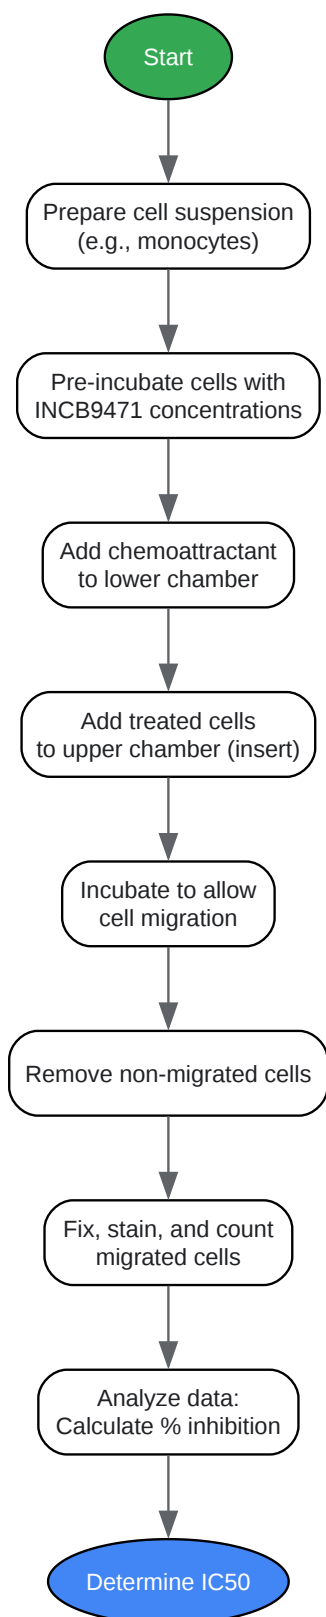 Start
Prepare cell suspension
(e.g., monocytes)
Pre-incubate cells with
INCB9471 concentrations
Add chemoattractant
to lower chamber
Add treated cells
to upper chamber (insert)
Incubate to allow
cell migration
Remove non-migrated cells
Fix, stain, and count
migrated cells
Analyze data:
Calculate % inhibition
Determine IC50